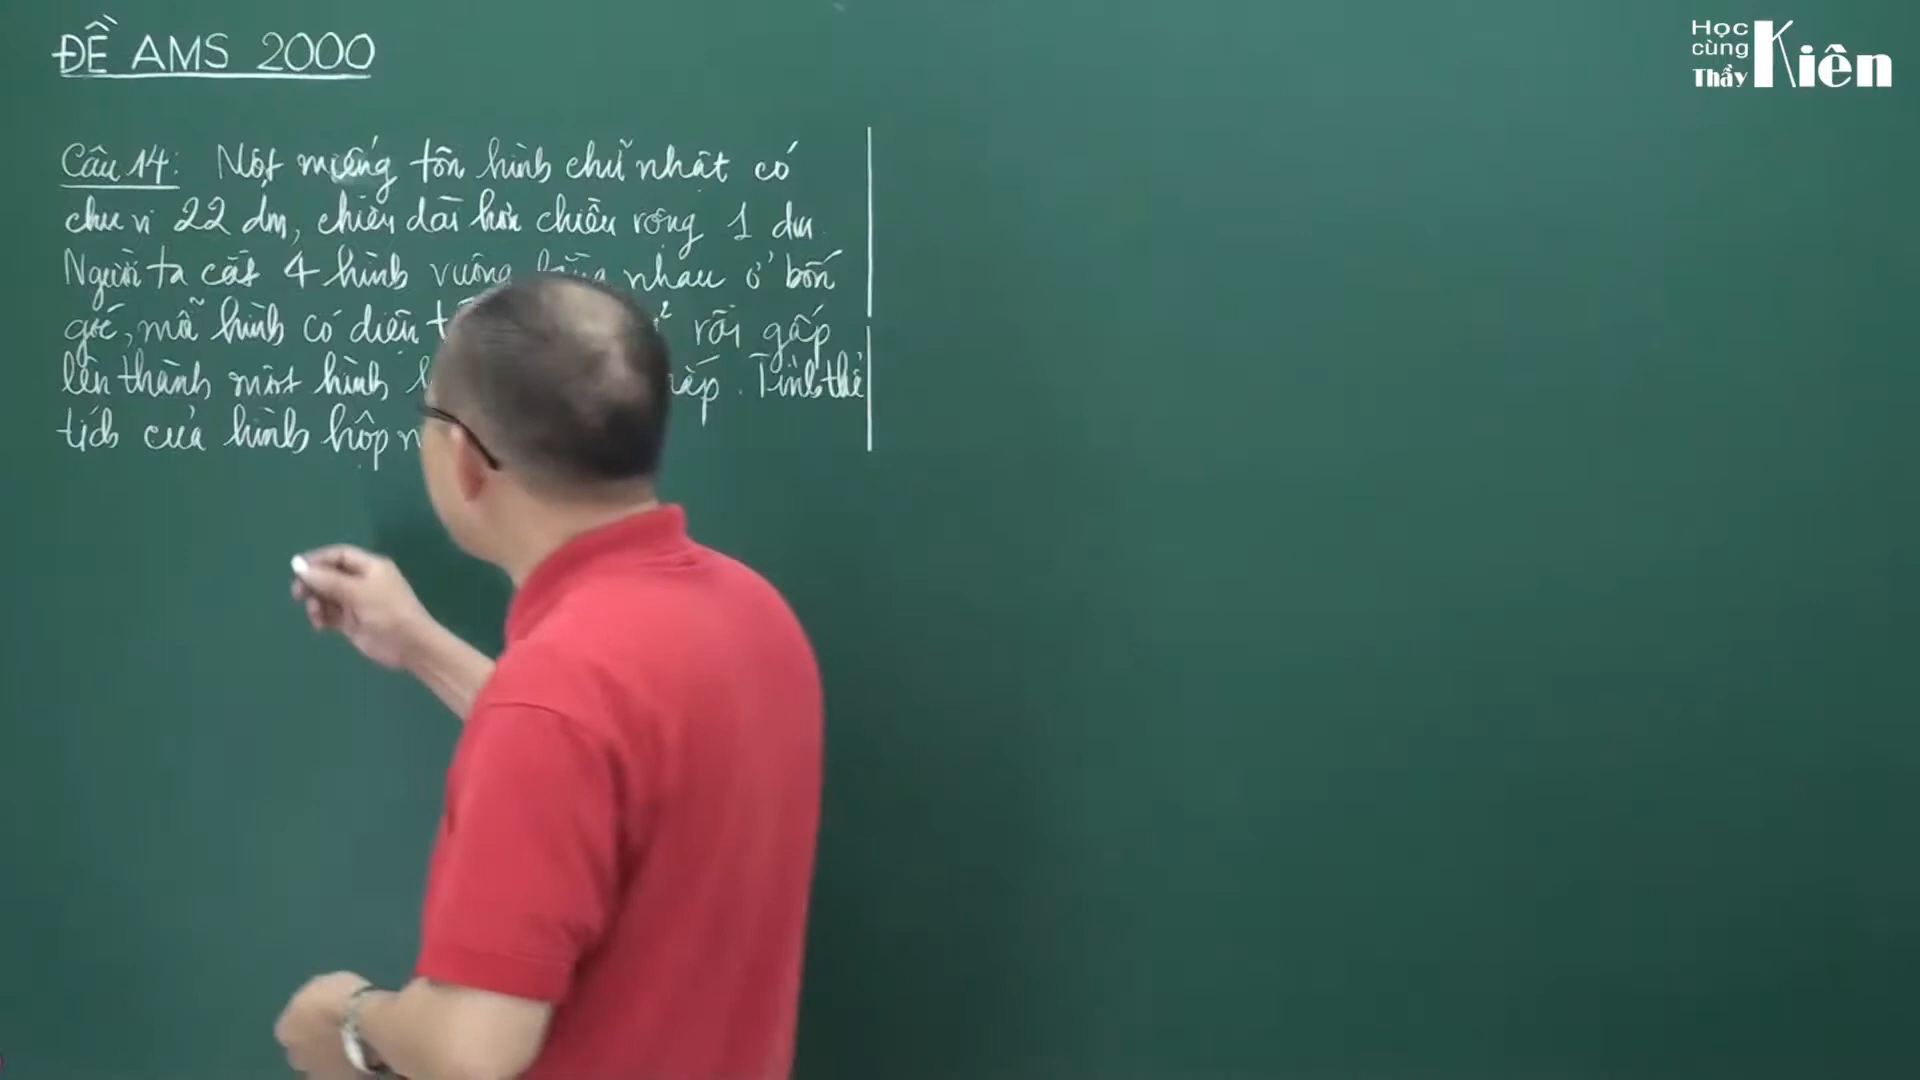 ĐỀ AMS 2000
Học
cùng
Thầy Kiên
Câu 14: Một miếng tôn hình chữ nhật có
chu vi 22 dm, chiều dài hơn chiều rộng 1 dm
Người ta cắt 4 hình vuông bằng nhau ở bốn
góc, mỗi hình có diện rồi gấp
lên thành một hình Tính thể
tích của hình hộp